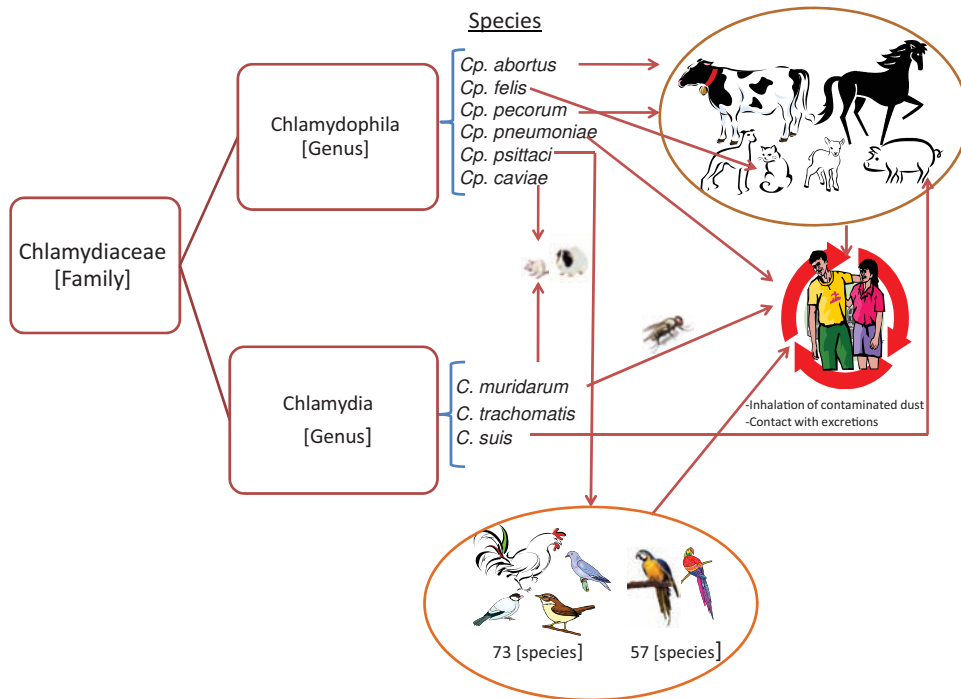 Species
Chlamydiaceae
[Family]
Chlamydophila
[Genus]
Cp. abortus
Cp. felis
Cp. pecorum
Cp. pneumoniae
Cp. psittaci
Cp. caviae
Chlamydia
[Genus]
C. muridarum
C. trachomatis
C. suis
-Inhalation of contaminated dust
-Contact with excretions
73 [species]
57 [species]